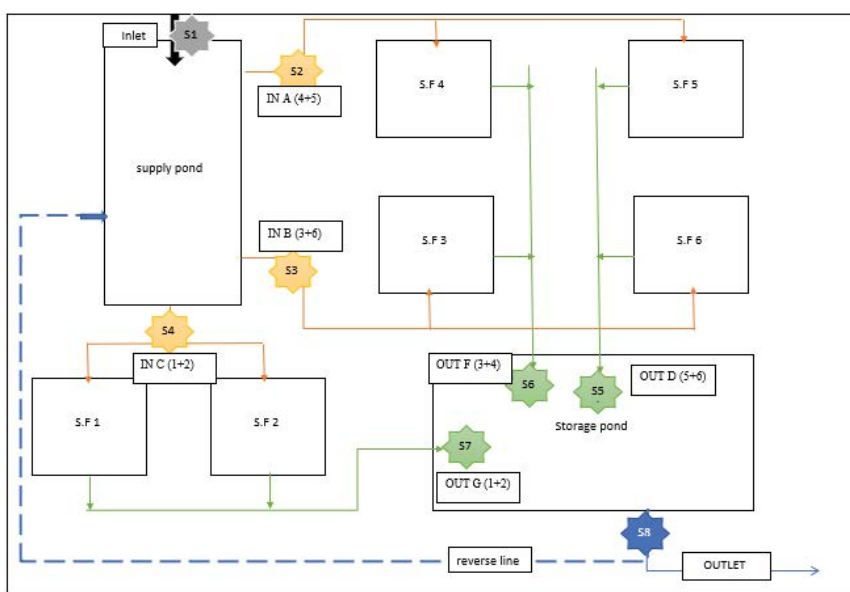 Inlet
S1
S2
IN A (4+5)
S.F 4
S.F 5
supply pond
IN B (3+6)
S3
S.F 3
S.F 6
S4
IN C (1+2)
S.F 1
S.F 2
OUT F (3+4)
S6
S5
OUT D (5+6)
Storage pond
S7
OUT G (1+2)
S8
reverse line
OUTLET